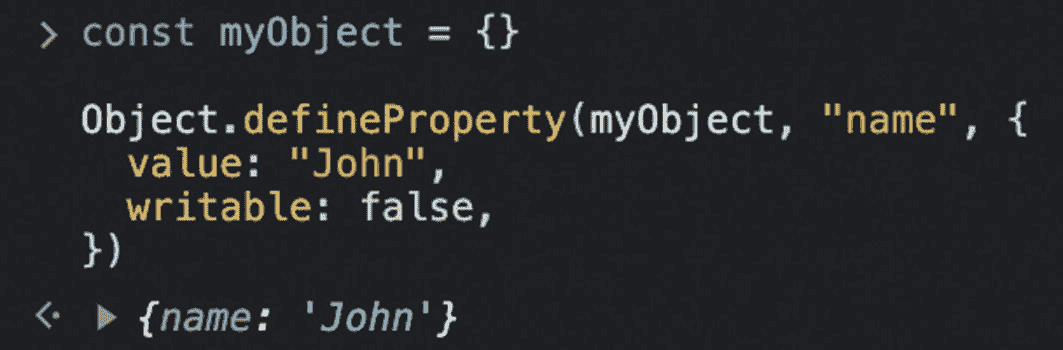 > const myObject = {}
Object.defineProperty(myObject, "name", {
  value: "John",
  writable: false,
})
{name: 'John'}